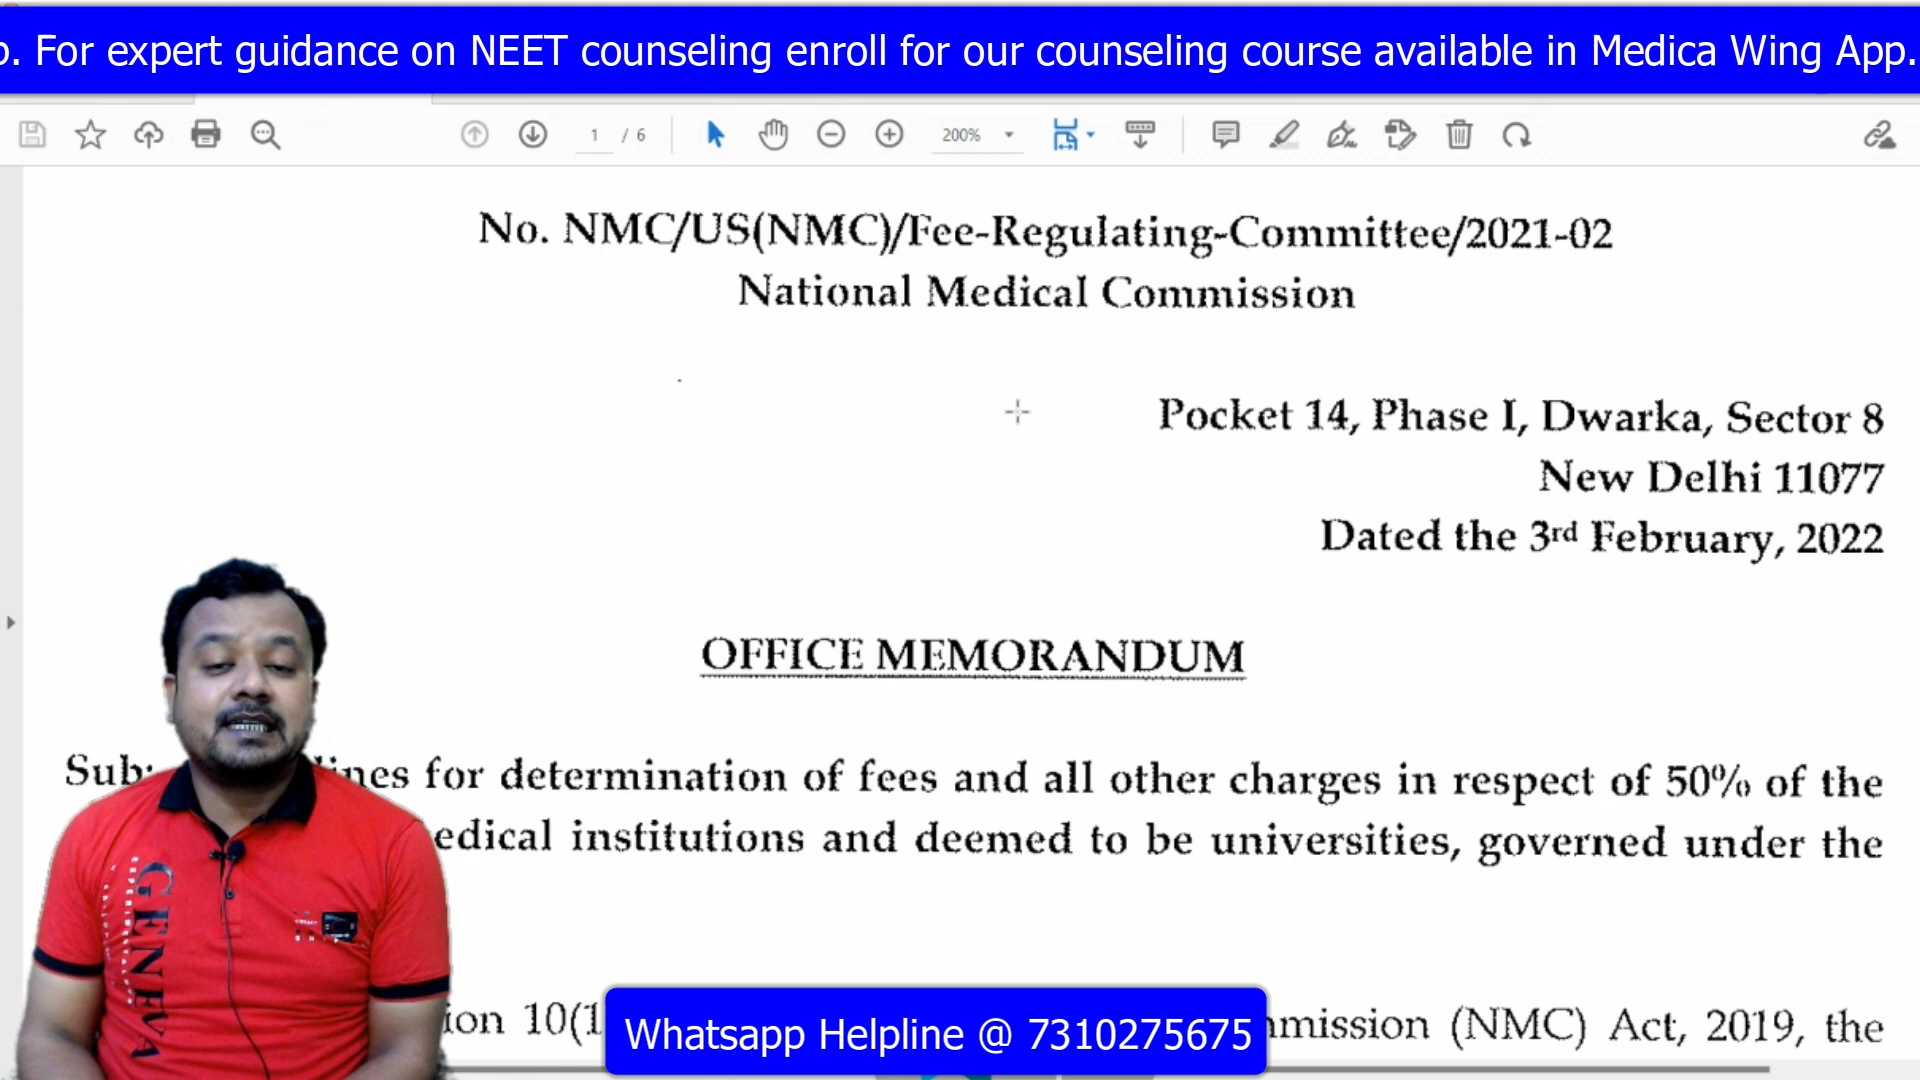 . For expert guidance on NEET counseling enroll for our counseling course available in Medica Wing App.
1 / 6
200%
No. NMC/US(NMC)/Fee-Regulating-Committee/2021-02
National Medical Commission
Pocket 14, Phase I, Dwarka, Sector 8
New Delhi 11077
Dated the 3rd February, 2022
OFFICE MEMORANDUM
Sub: lines for determination of fees and all other charges in respect of 50% of the
edical institutions and deemed to be universities, governed under the
GENEVA
ion 10(1 mmission (NMC) Act, 2019, the
Whatsapp Helpline @ 7310275675